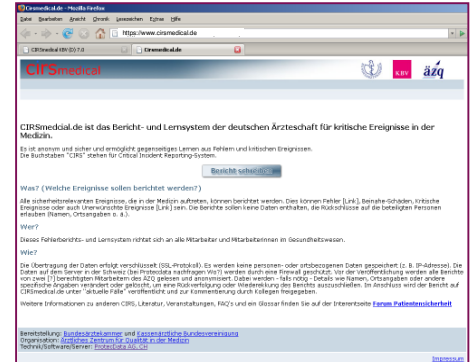 Cirsmedical.de - Mozilla Firefox
Datei Bearbeiten Ansicht Chronik Lesezeichen Extras Hilfe
https://www.cirsmedical.de
CIRSmedical KBV (D) 7.0 Cirsmedical.de
CIRSmedical KBV äzq
CIRSmedcial.de ist das Bericht- und Lernsystem der deutschen Ärzteschaft für kritische Ereignisse in der
Medizin.
Es ist anonym und sicher und ermöglicht gegenseitiges Lernen aus Fehlern und kritischen Ereignissen.
Die Buchstaben "CIRS" stehen für Critical Incident Reporting-System.
Bericht schreiben
Was? (Welche Ereignisse sollen berichtet werden?)
Alle sicherheitsrelevanten Ereignisse, die in der Medizin auftreten, können berichtet werden. Dies können Fehler [Link], Beinahe-Schäden, Kritische
Ereignisse oder auch Unerwünschte Ereignisse [Link] sein. Die Berichte sollen keine Daten enthalten, die Rückschlüsse auf die beteiligten Personen
erlauben (Namen, Ortsangaben o. ä.).
Wer?
Dieses Fehlerberichts- und Lernsystem richtet sich an alle Mitarbeiter und Mitarbeiterinnen im Gesundheitswesen.
Wie?
Die Übertragung der Daten erfolgt verschlüsselt (SSL-Protokoll). Es werden keine personen- oder ortsbezogenen Daten gespeichert (z. B. IP-Adresse). Die
Daten auf dem Server in der Schweiz (bei Protecdata nachfragen Wo?) werden durch eine Firewall geschützt. Vor der Veröffentlichung werden alle Berichte
von zwei [?] berechtigten Mitarbeitern des ÄZQ gelesen und anonymisiert. Dabei werden - falls nötig - Details wie Namen, Ortsangaben oder andere
spezifische Angaben verändert oder gelöscht, um eine Rückverfolgung oder Wiedererkennung des Berichts auszuschließen. Im Anschluss wird der Bericht auf
CIRSmedical.de unter "aktuelle Fälle" veröffentlicht und zur Kommentierung durch Kollegen freigegeben.
Weitere Informationen zu anderen CIRS, Literatur, Veranstaltungen, FAQ's und ein Glossar finden Sie auf der Internetseite Forum Patientensicherheit
Bereitstellung: Bundesärztekammer und Kassenärztliche Bundesvereinigung
Organisation: Ärztliches Zentrum für Qualität in der Medizin
Technik/Software/Server: ProtecData AG, CH
Impressum